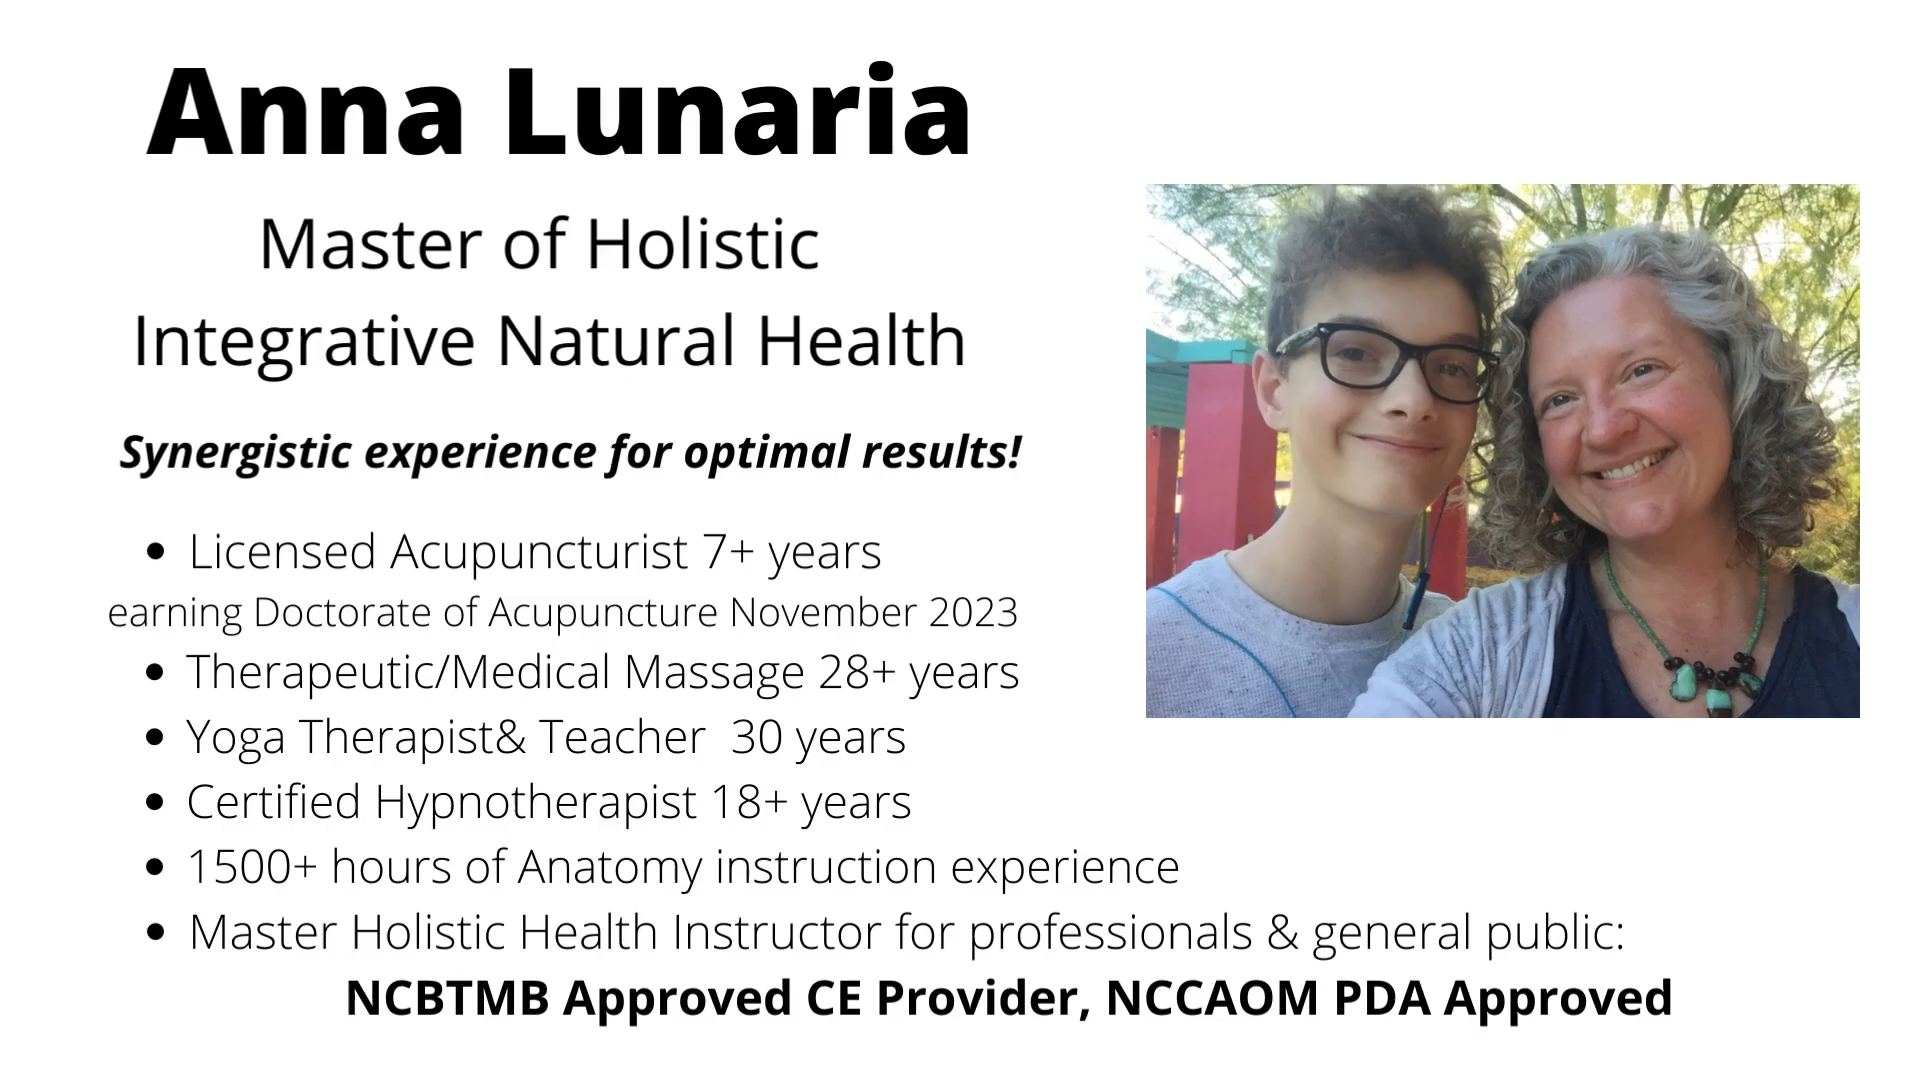 Anna Lunaria
Master of Holistic
Integrative Natural Health
Synergistic experience for optimal results!
• Licensed Acupuncturist 7+ years
earning Doctorate of Acupuncture November 2023
• Therapeutic/Medical Massage 28+ years
• Yoga Therapist& Teacher  30 years
• Certified Hypnotherapist 18+ years
• 1500+ hours of Anatomy instruction experience
• Master Holistic Health Instructor for professionals & general public:
NCBTMB Approved CE Provider, NCCAOM PDA Approved